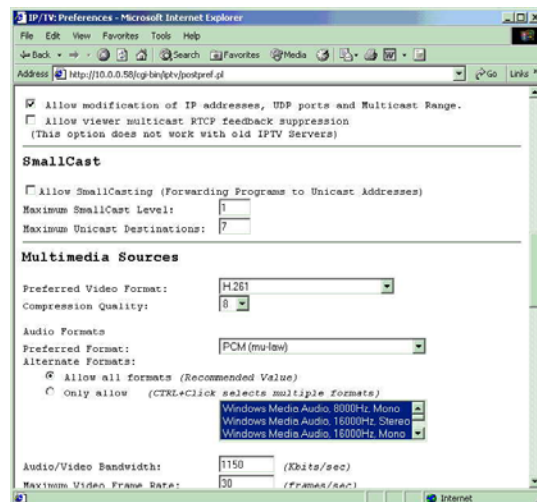 IP/TV: Preferences - Microsoft Internet Explorer
File Edit View Favorites Tools Help
Back Search Favorites Media
Address http://10.0.0.58/cgi-bin/iptv/postpref.pl Go Links »
Allow modification of IP addresses, UDP ports and Multicast Range.
Allow viewer multicast RTCP feedback suppression
(This option does not work with old IPTV Servers)
SmallCast
Allow SmallCasting (Forwarding Programs to Unicast Addresses)
Maximum SmallCast Level: 1
Maximum Unicast Destinations: 7
Multimedia Sources
Preferred Video Format: H.261
Compression Quality: 8
Audio Formats
Preferred Format: PCM (mu-law)
Alternate Formats:
Allow all formats (Recommended Value)
Only allow (CTRL+Click selects multiple formats)
Windows Media Audio, 8000Hz, Mono
Windows Media Audio, 16000Hz, Stereo
Windows Media Audio, 16000Hz, Mono
Audio/Video Bandwidth: 1150 (Kbits/sec)
Maximum Video Frame Rate: 30 (frames/sec)
Internet